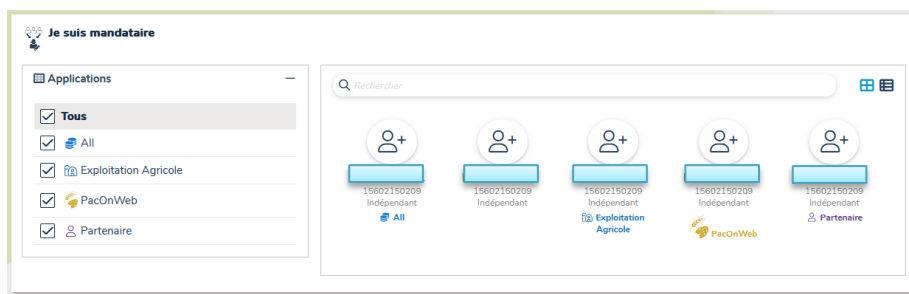 Je suis mandataire
Applications
Tous
All
Exploitation Agricole
PacOnWeb
Partenaire
Rechercher
15602150209 15602150209 15602150209 15602150209 15602150209
Indépendant Indépendant Indépendant Indépendant Indépendant
All Exploitation Agricole PacOnWeb Partenaire